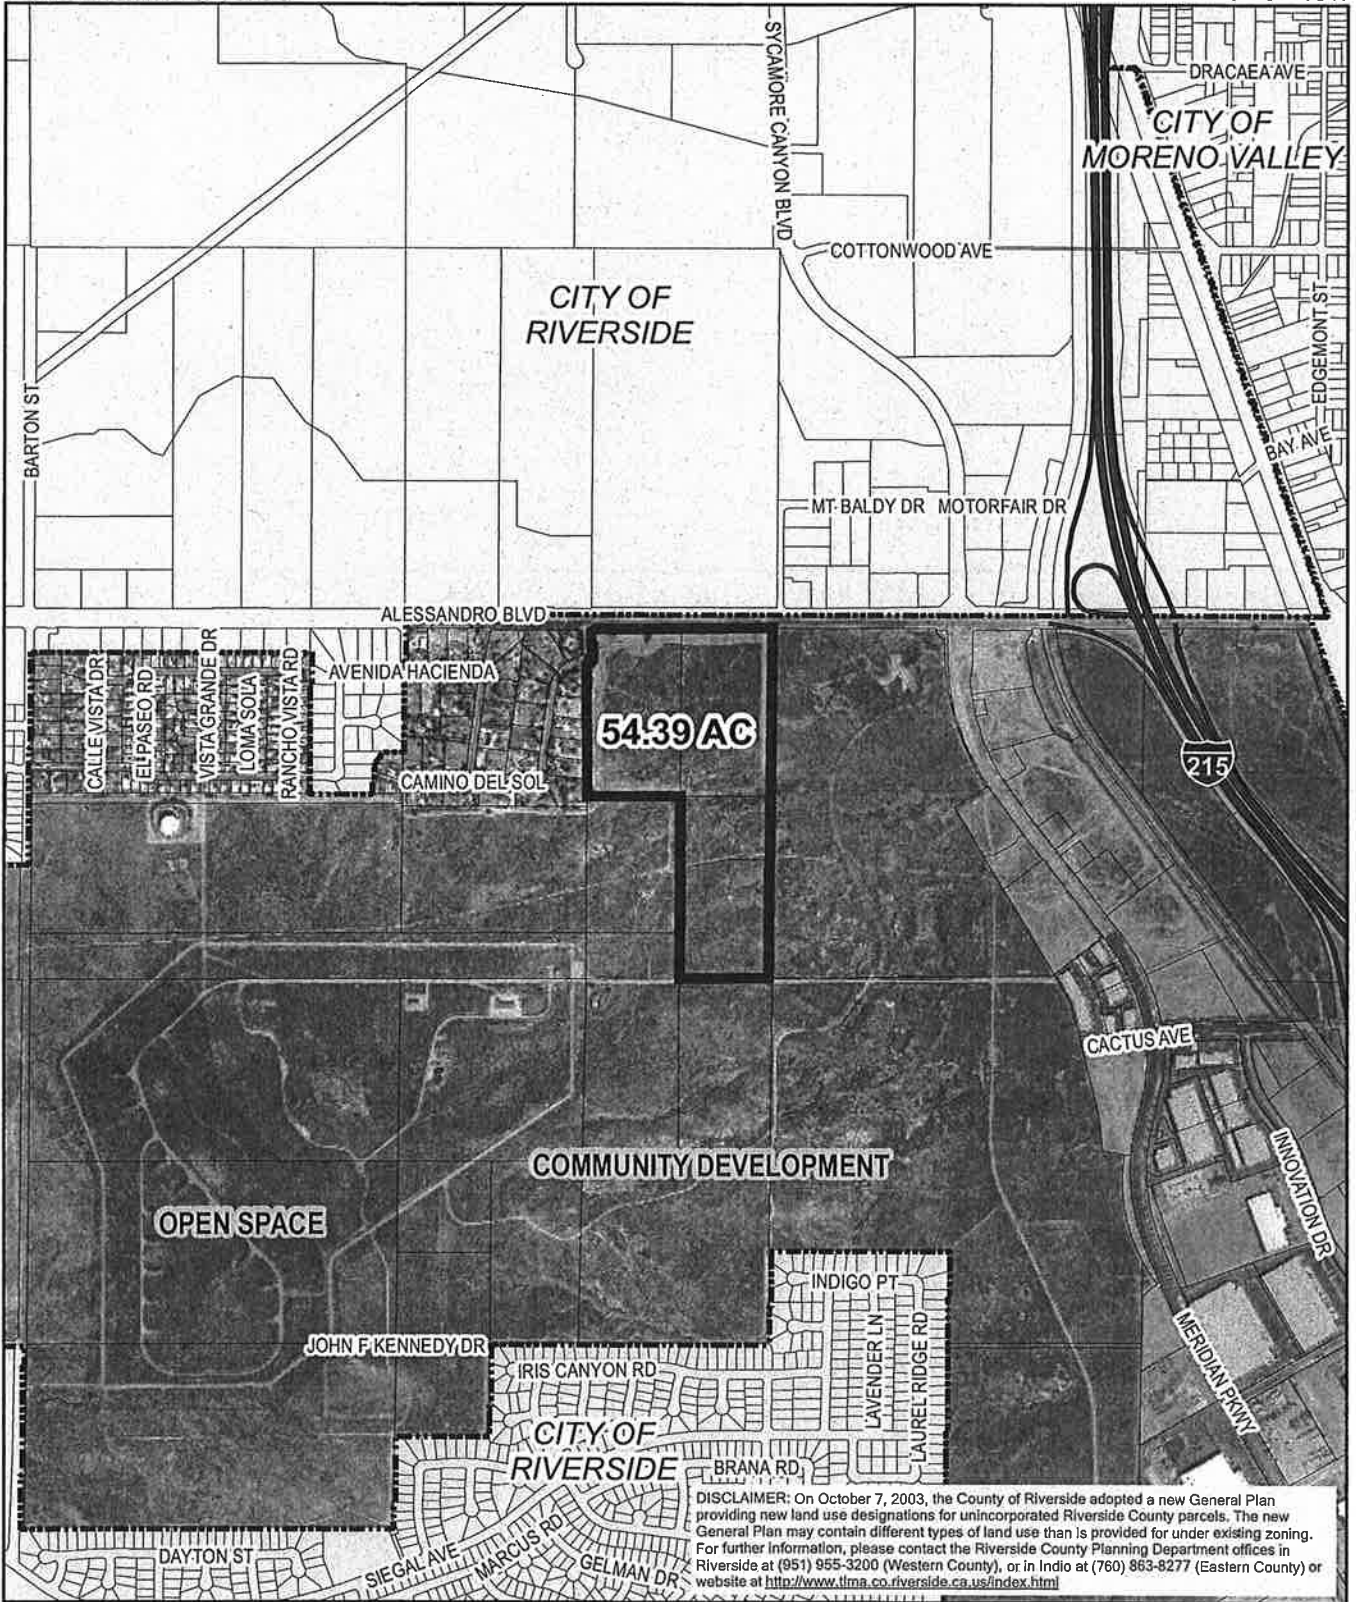 SYCAMORE CANYON BLVD
DRACAEA AVE
CITY OF
MORENO VALLEY
COTTONWOOD AVE
CITY OF
RIVERSIDE
EDGEMONT ST
BARTON ST
BAY AVE
MT BALDY DR
MOTORFAIR DR
ALESSANDRO BLVD
CALLE VISTA DR
EL PASEO RD
VISTA GRANDE DR
LOMA SOLA
RANCHO VISTA RD
AVENIDA HACIENDA
54.39 AC
215
CAMINO DEL SOL
CACTUS AVE
COMMUNITY DEVELOPMENT
INNOVATION DR
OPEN SPACE
INDIGO PT
LAVENDER LN
LAUREL RIDGE RD
MERIDIAN PKWY
JOHN F KENNEDY DR
IRIS CANYON RD
CITY OF
RIVERSIDE
BRANA RD
DAYTON ST
SIEGAL AVE
MARCUS RD
GELMAN DR
DISCLAIMER: On October 7, 2003, the County of Riverside adopted a new General Plan
providing new land use designations for unincorporated Riverside County parcels. The new
General Plan may contain different types of land use than is provided for under existing zoning.
For further information, please contact the Riverside County Planning Department offices in
Riverside at (951) 955-3200 (Western County), or in Indio at (760) 863-8277 (Eastern County) or
website at http://www.tlma.co.riverside.ca.us/index.html